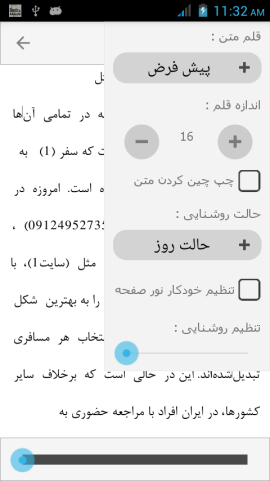 11:32 AM
قلم متن :
پیش فرض +
اندازه قلم :
− 16 +
چپ چین کردن متن
حالت روشنایی :
حالت روز +
تنظیم خودکار نور صفحه
تنظیم روشنایی :
ه در تمامی آن‌ها
ت که سفر (1) به
ه است. امروزه در
(0912495273 ،
مثل (سایت1)، با
را به بهترین شکل
تخاب هر مسافری
تبدیل‌شده‌اند. این در حالی است که برخلاف سایر
کشورها، در ایران افراد با مراجعه حضوری به